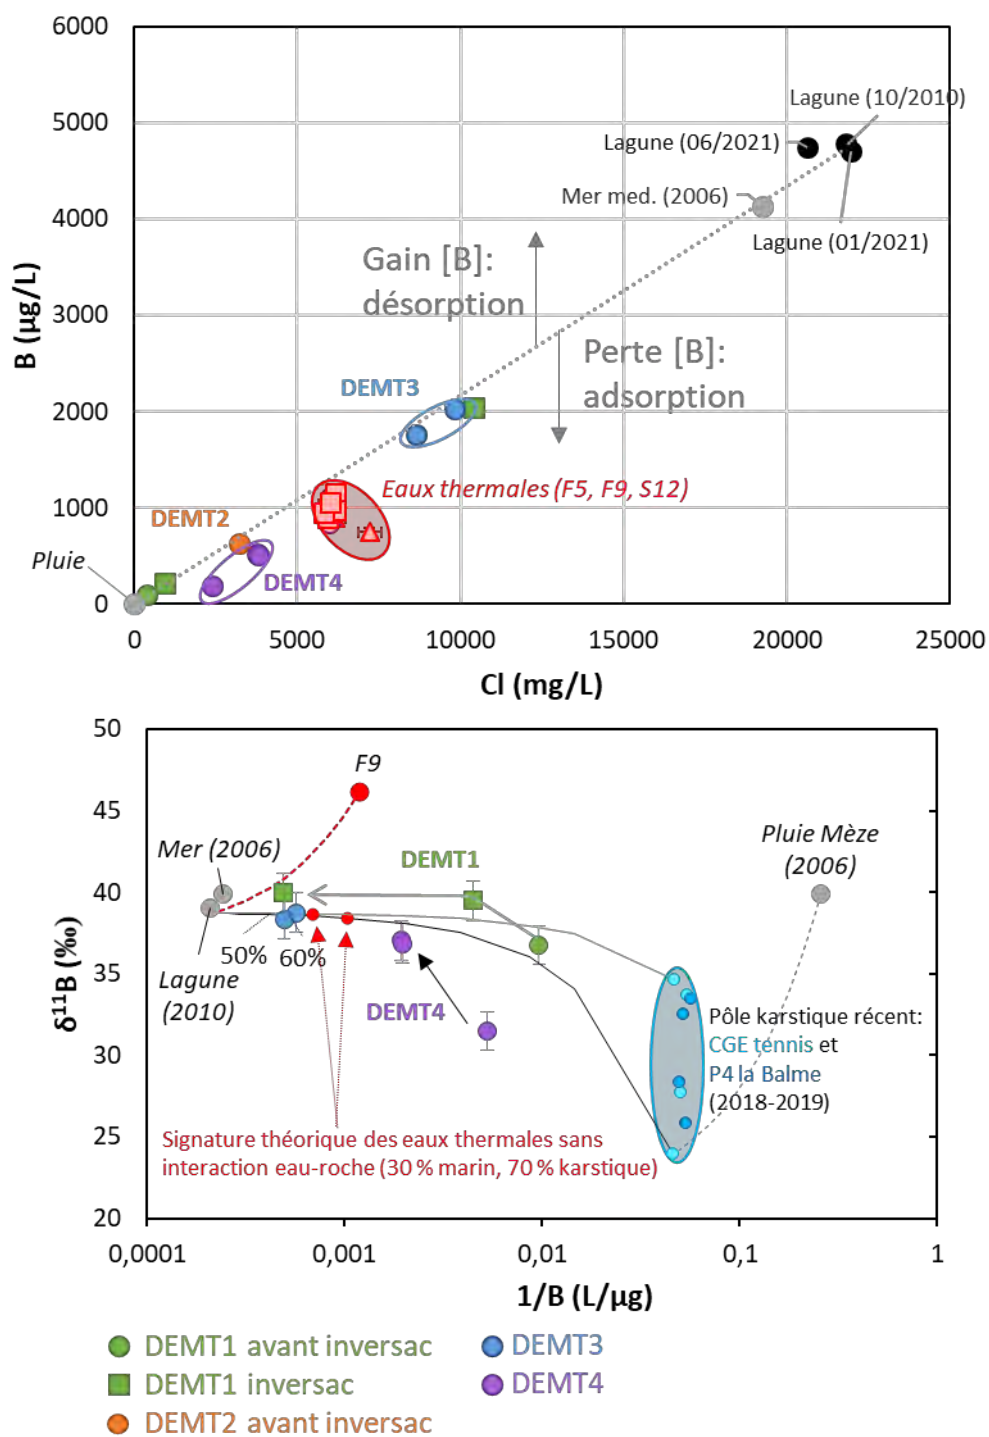 6000
5000
4000
3000
2000
1000
0
B (µg/L)
Lagune (10/2010)
Lagune (06/2021)
Mer med. (2006)
Lagune (01/2021)
Gain [B]:
désorption
Perte [B]:
adsorption
DEMT3
Eaux thermales (F5, F9, S12)
DEMT2
Pluie
DEMT4
0
5000
10000
15000
20000
25000
Cl (mg/L)
50
45
40
35
30
25
20
δ¹¹B (‰)
F9
Mer (2006)
DEMT1
Pluie Mèze
(2006)
50%
60%
Lagune
(2010)
DEMT4
Pôle karstique récent:
CGE tennis et
P4 la Balme
(2018-2019)
Signature théorique des eaux thermales sans
interaction eau-roche (30 % marin, 70 % karstique)
0,0001
0,001
0,01
0,1
1
1/B (L/µg)
DEMT1 avant inversac
DEMT3
DEMT1 inversac
DEMT4
DEMT2 avant inversac